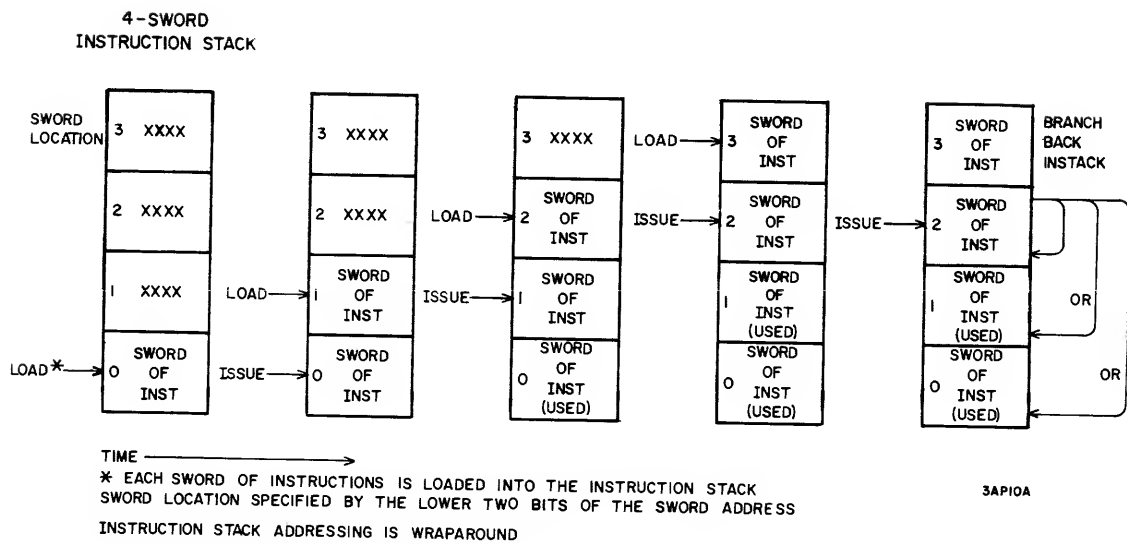 4-SWORD
INSTRUCTION STACK
SWORD
LOCATION
3 XXXX
2 XXXX
1 XXXX
LOAD*
0 SWORD
OF
INST
3 XXXX
2 XXXX
LOAD
1 SWORD
OF
INST
ISSUE
0 SWORD
OF
INST
3 XXXX
LOAD
2 SWORD
OF
INST
ISSUE
1 SWORD
OF
INST
0 SWORD
OF
INST
(USED)
LOAD
3 SWORD
OF
INST
ISSUE
2 SWORD
OF
INST
1 SWORD
OF
INST
(USED)
0 SWORD
OF
INST
(USED)
3 SWORD
OF
INST
BRANCH
BACK
INSTACK
ISSUE
2 SWORD
OF
INST
1 SWORD
OF
INST
(USED)
OR
0 SWORD
OF
INST
(USED)
OR
TIME
* EACH SWORD OF INSTRUCTIONS IS LOADED INTO THE INSTRUCTION STACK
SWORD LOCATION SPECIFIED BY THE LOWER TWO BITS OF THE SWORD ADDRESS
INSTRUCTION STACK ADDRESSING IS WRAPAROUND
3AP10A